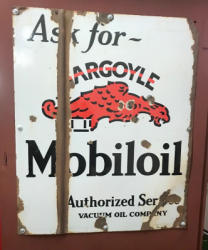 Ask for~
GARGOYLE
Mobiloil
Authorized Ser
VACUUM OIL COMPANY